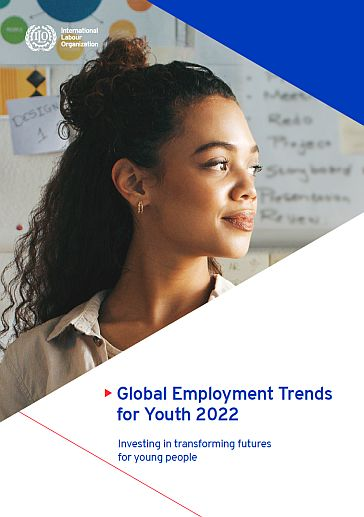 International
Labour
Organization
DESIGN
1
Meet
Redo
Project
Storyboard
Presentation
Review
Global Employment Trends
for Youth 2022
Investing in transforming futures
for young people